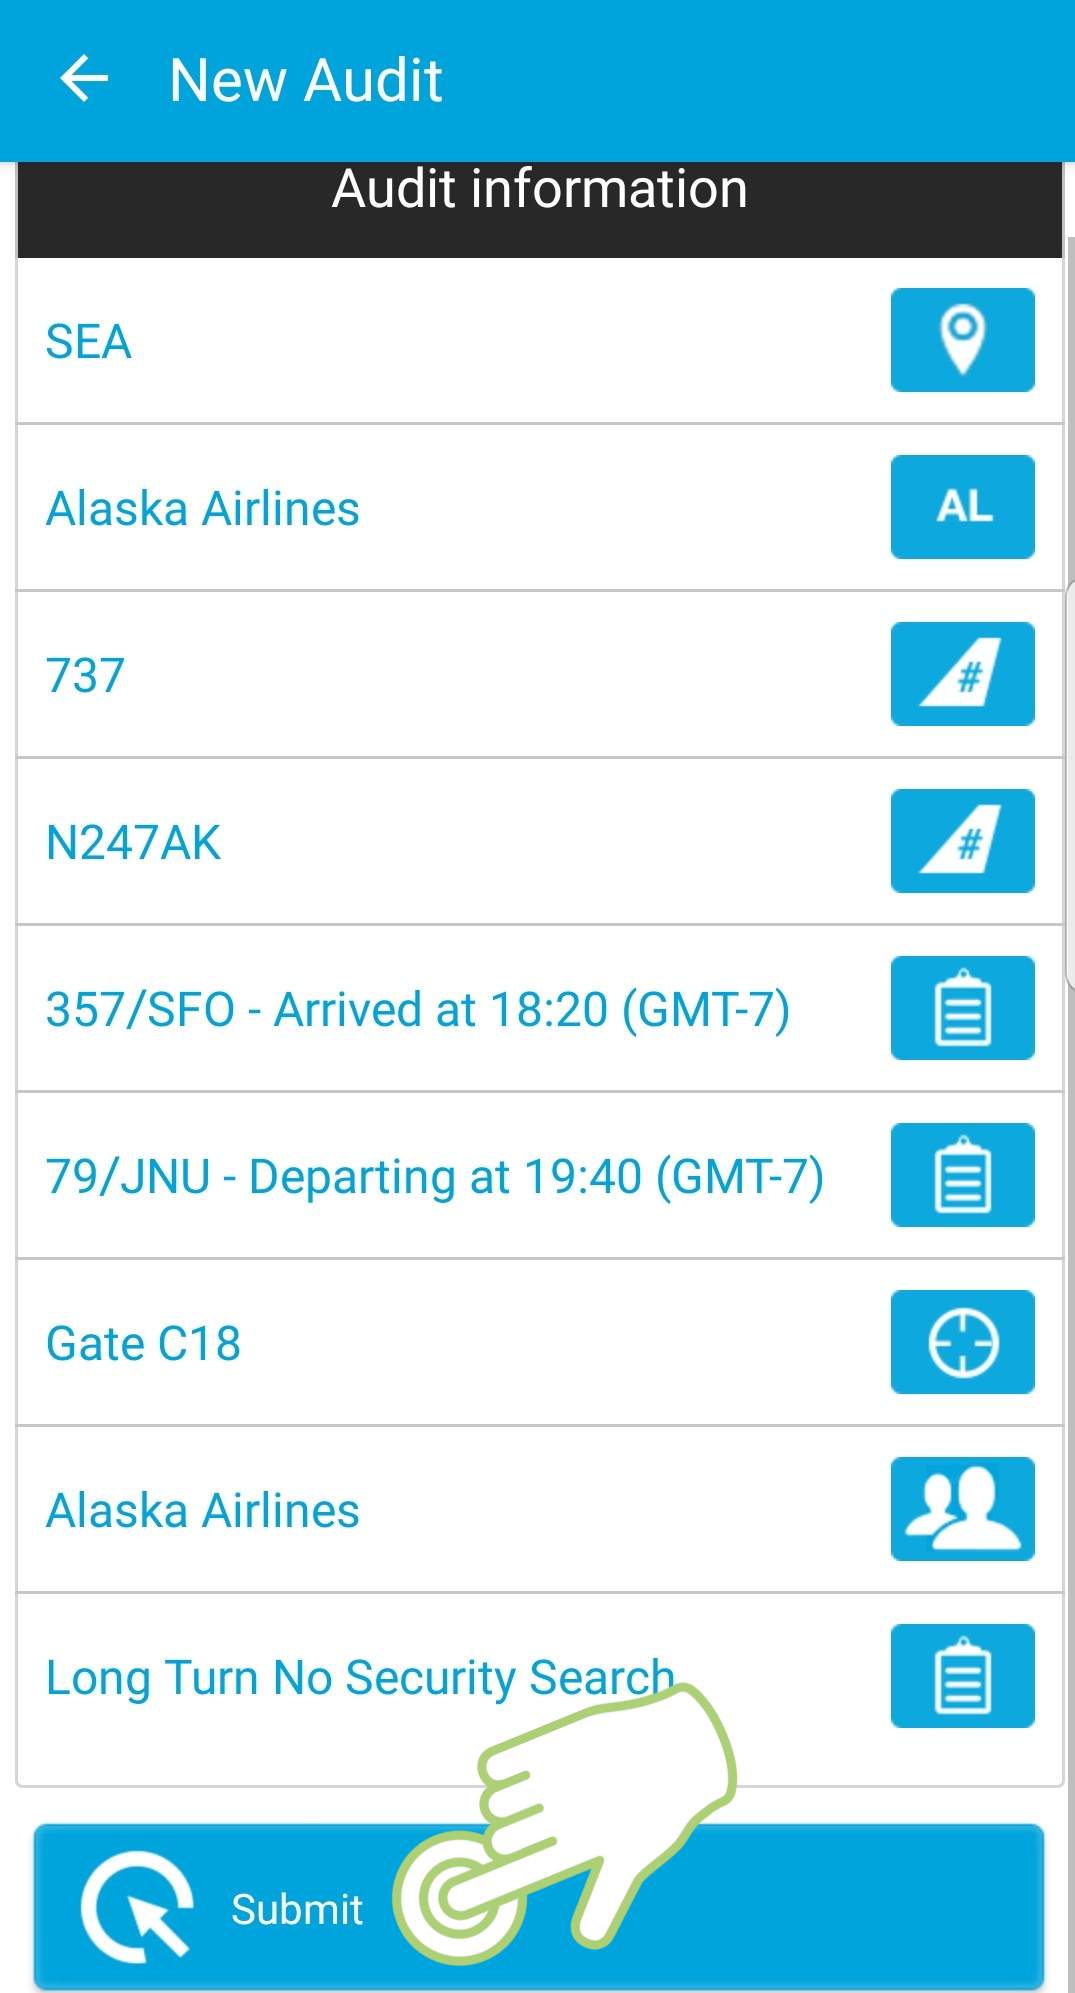 New Audit
Audit information
SEA
Alaska Airlines
AL
737
#
N247AK
#
357/SFO - Arrived at 18:20 (GMT-7)
79/JNU - Departing at 19:40 (GMT-7)
Gate C18
Alaska Airlines
Long Turn No Security Search
Submit